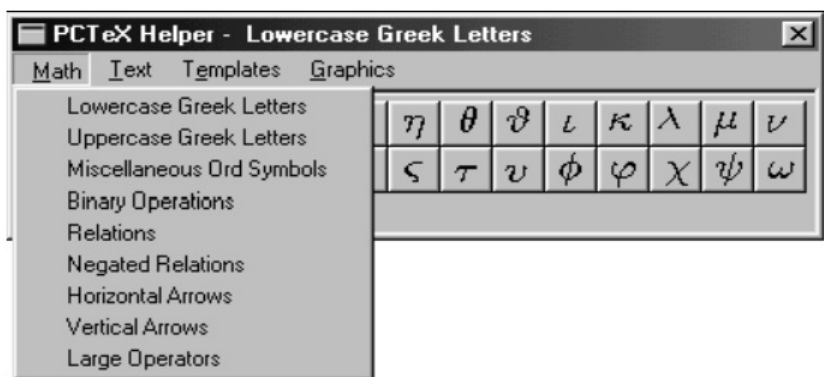 PCTeX Helper - Lowercase Greek Letters
Math Text Templates Graphics
Lowercase Greek Letters
Uppercase Greek Letters
Miscellaneous Ord Symbols
Binary Operations
Relations
Negated Relations
Horizontal Arrows
Vertical Arrows
Large Operators
η θ ϑ ι κ λ μ ν
ς τ υ ϕ φ χ ψ ω